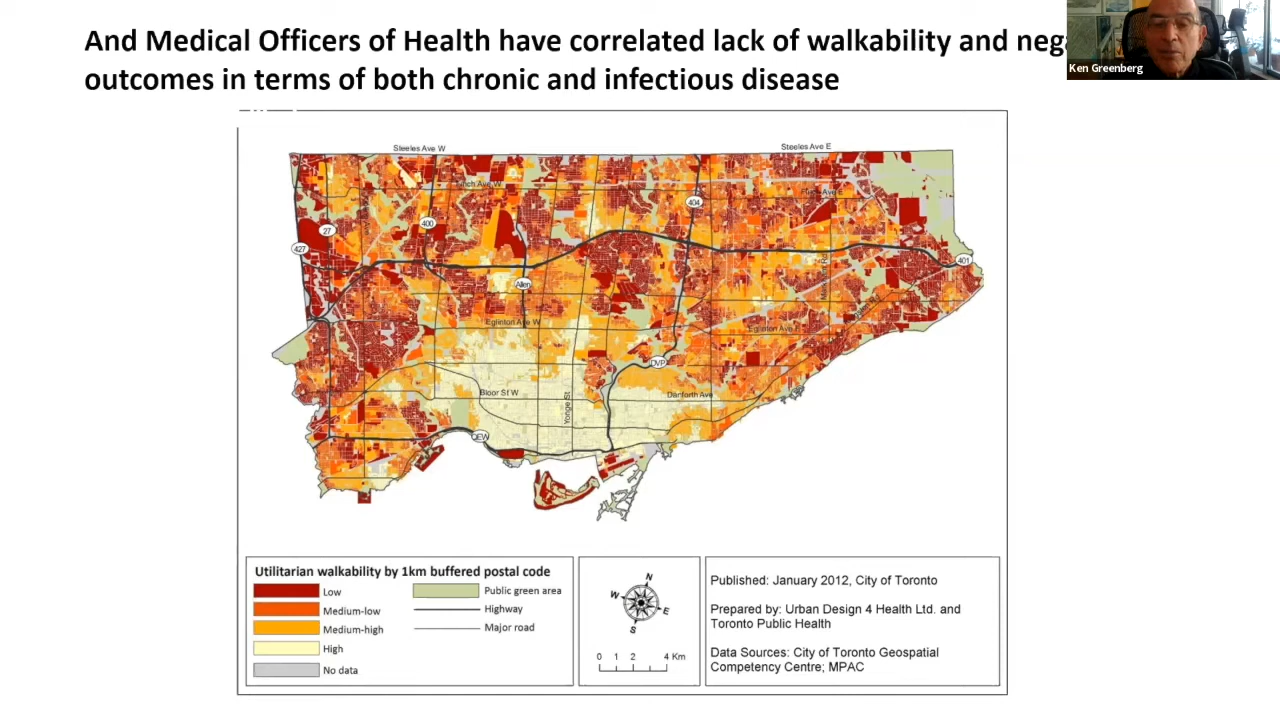 And Medical Officers of Health have correlated lack of walkability and
outcomes in terms of both chronic and infectious disease
Ken Greenberg
Steeles Ave W
Steeles Ave E
Finch Ave W
Finch Ave E
404
400
27
427
401
Allen
Eglinton Ave W
Eglinton Ave E
DVP
Bloor St W
Yonge St
Danforth Ave
QEW
Utilitarian walkability by 1km buffered postal code
Low
Medium-low
Medium-high
High
No data
Public green area
Highway
Major road
N
W
E
S
0 1 2 4 Km
Published: January 2012, City of Toronto
Prepared by: Urban Design 4 Health Ltd. and
Toronto Public Health
Data Sources: City of Toronto Geospatial
Competency Centre; MPAC